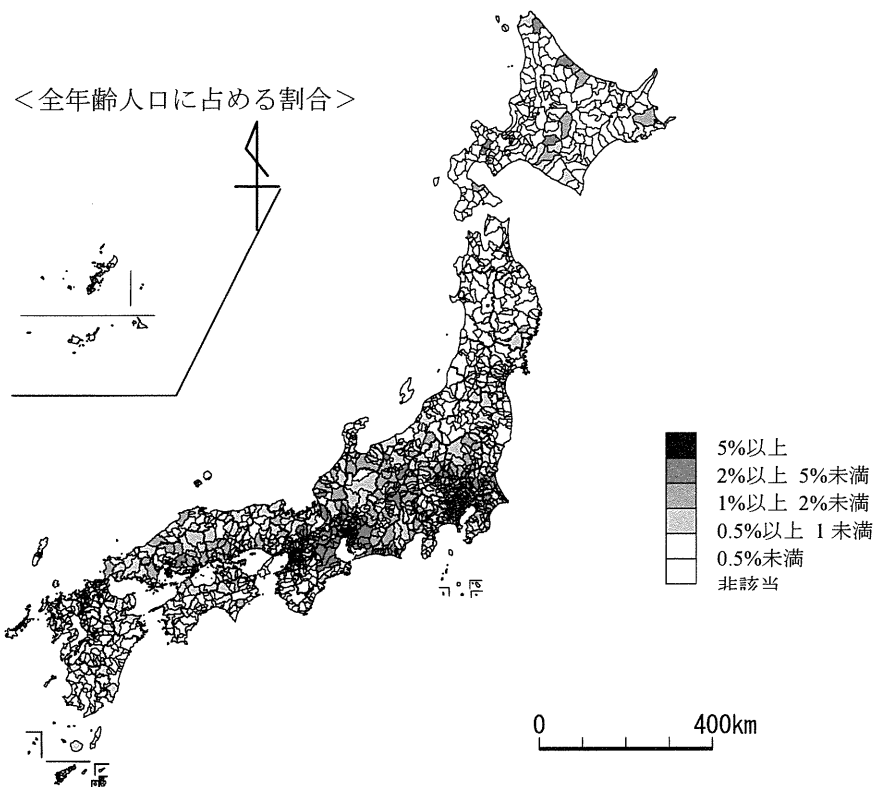 ＜全年齢人口に占める割合＞
5%以上
2%以上 5%未満
1%以上 2%未満
0.5%以上 1 未満
0.5%未満
非該当
0 400km